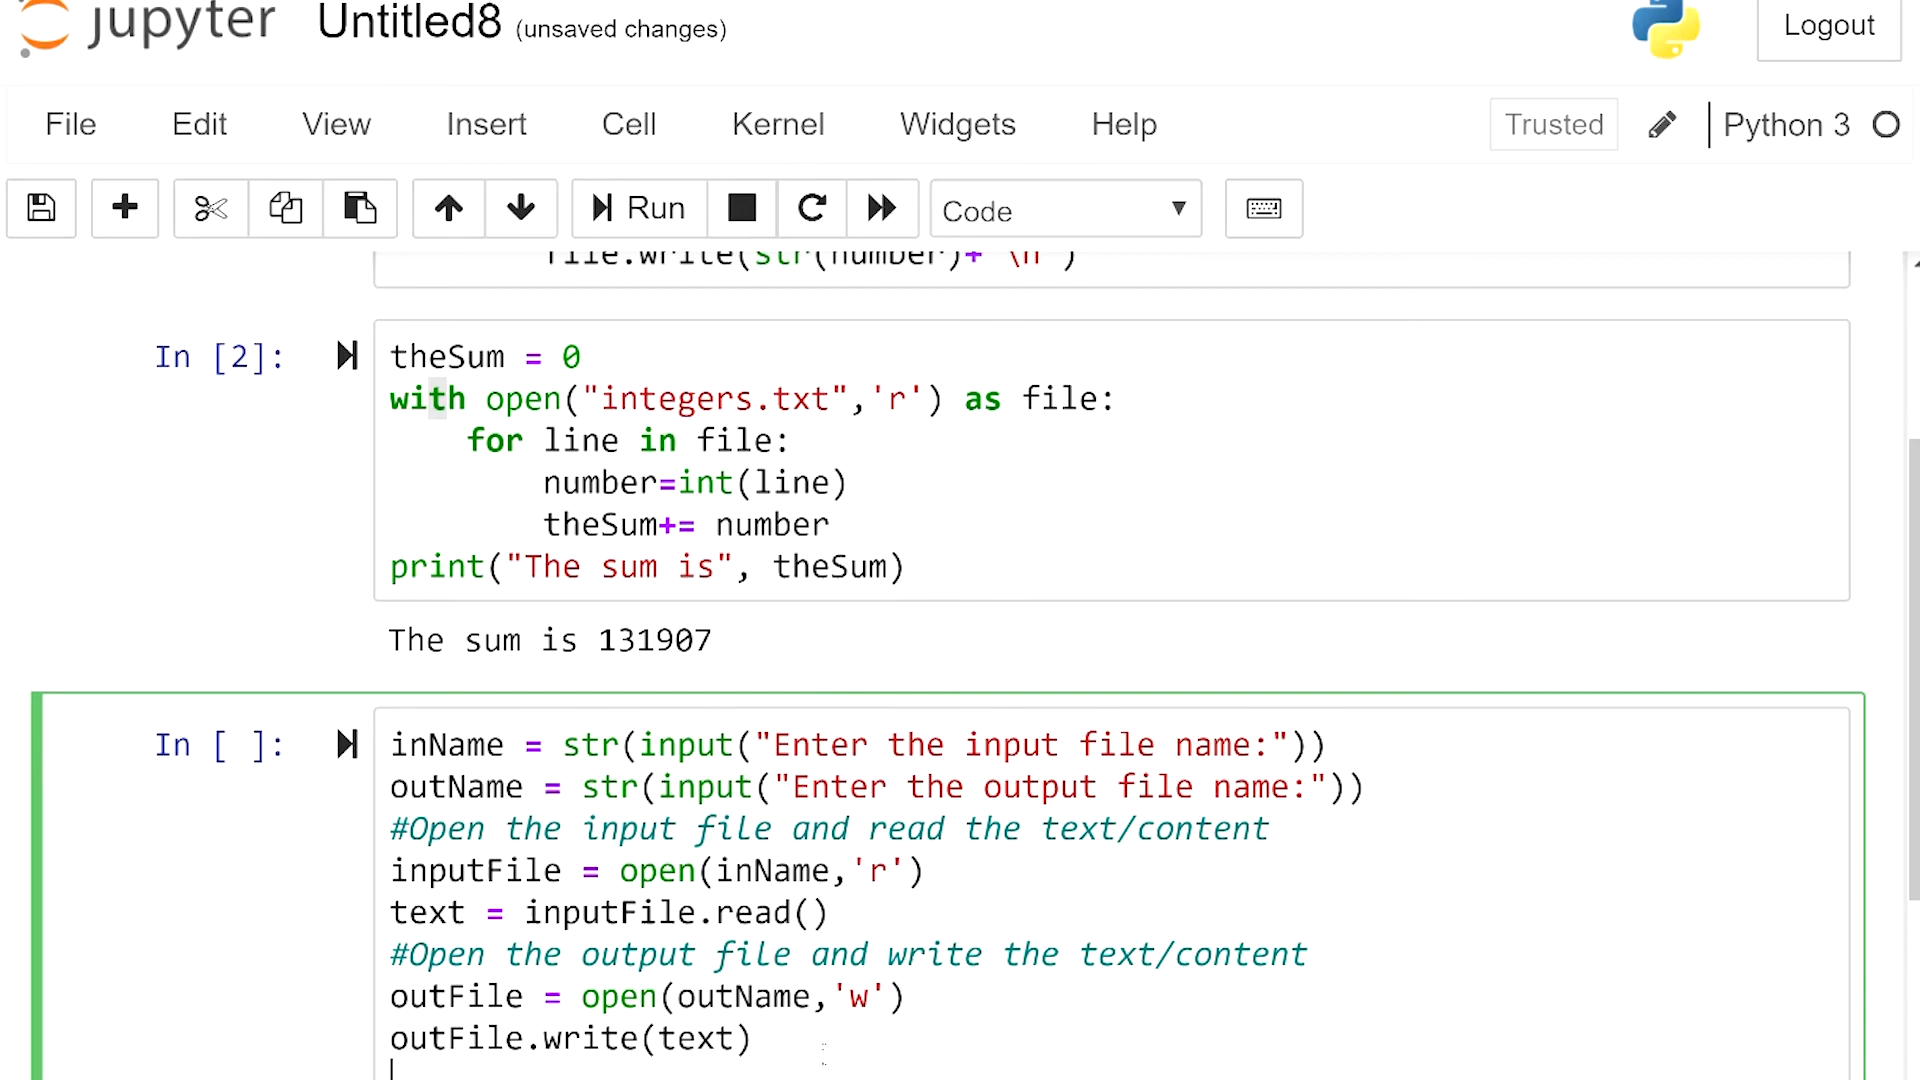 jupyter Untitled8 (unsaved changes) Logout
File Edit View Insert Cell Kernel Widgets Help Trusted Python 3
Run Code
file.write(str(number)+ '\n')
In [2]: theSum = 0
with open("integers.txt",'r') as file:
for line in file:
number=int(line)
theSum+= number
print("The sum is", theSum)
The sum is 131907
In [ ]: inName = str(input("Enter the input file name:"))
outName = str(input("Enter the output file name:"))
#Open the input file and read the text/content
inputFile = open(inName,'r')
text = inputFile.read()
#Open the output file and write the text/content
outFile = open(outName,'w')
outFile.write(text)